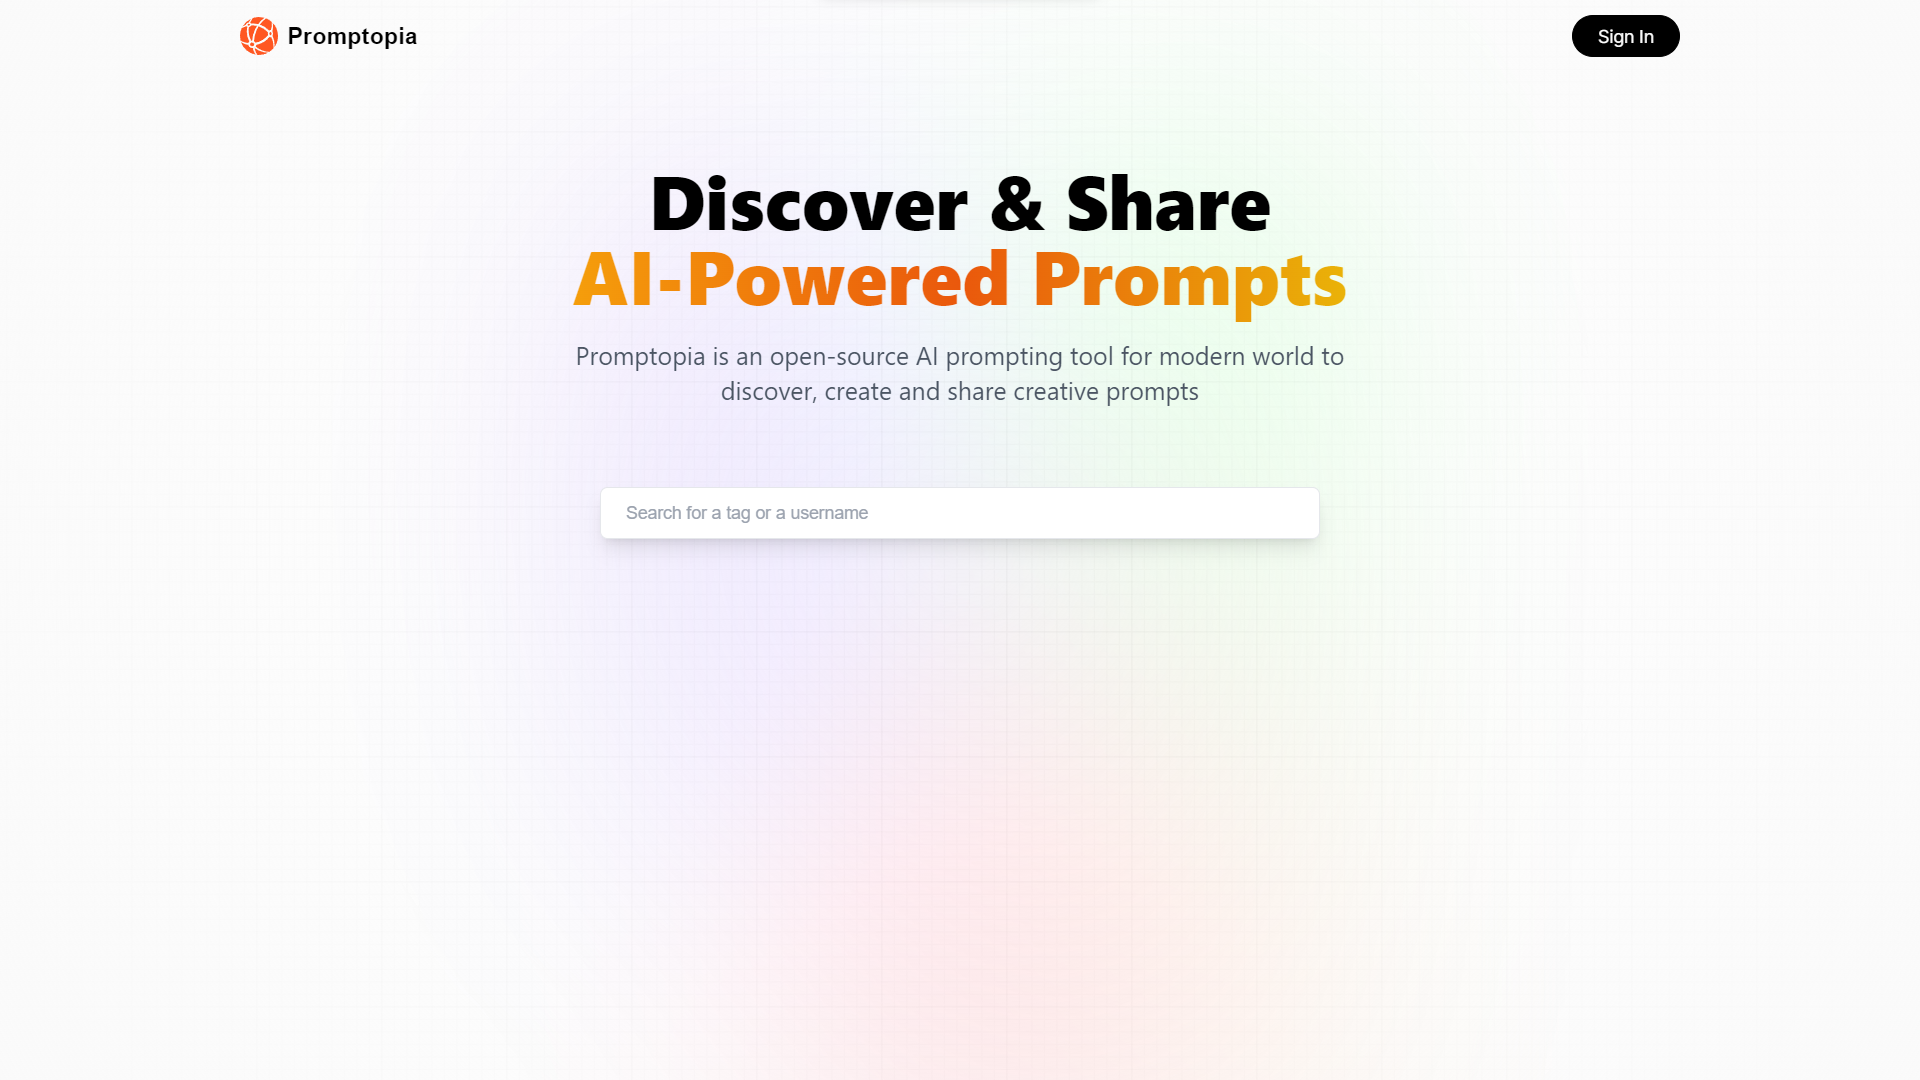 Promptopia
Sign In
Discover & Share
AI-Powered Prompts
Promptopia is an open-source AI prompting tool for modern world to
discover, create and share creative prompts
Search for a tag or a username